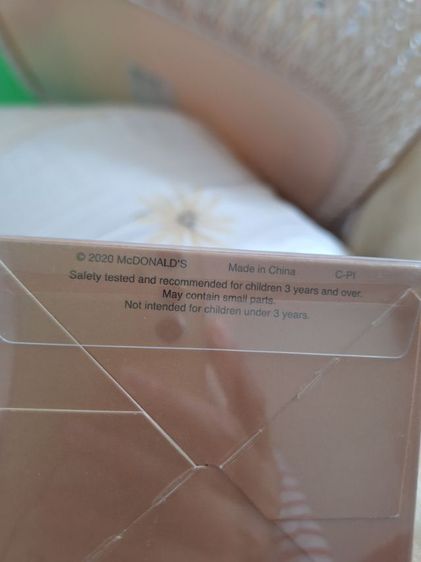 © 2020 McDONALD'S Made in China C-PI
Safety tested and recommended for children 3 years and over.
May contain small parts.
Not intended for children under 3 years.